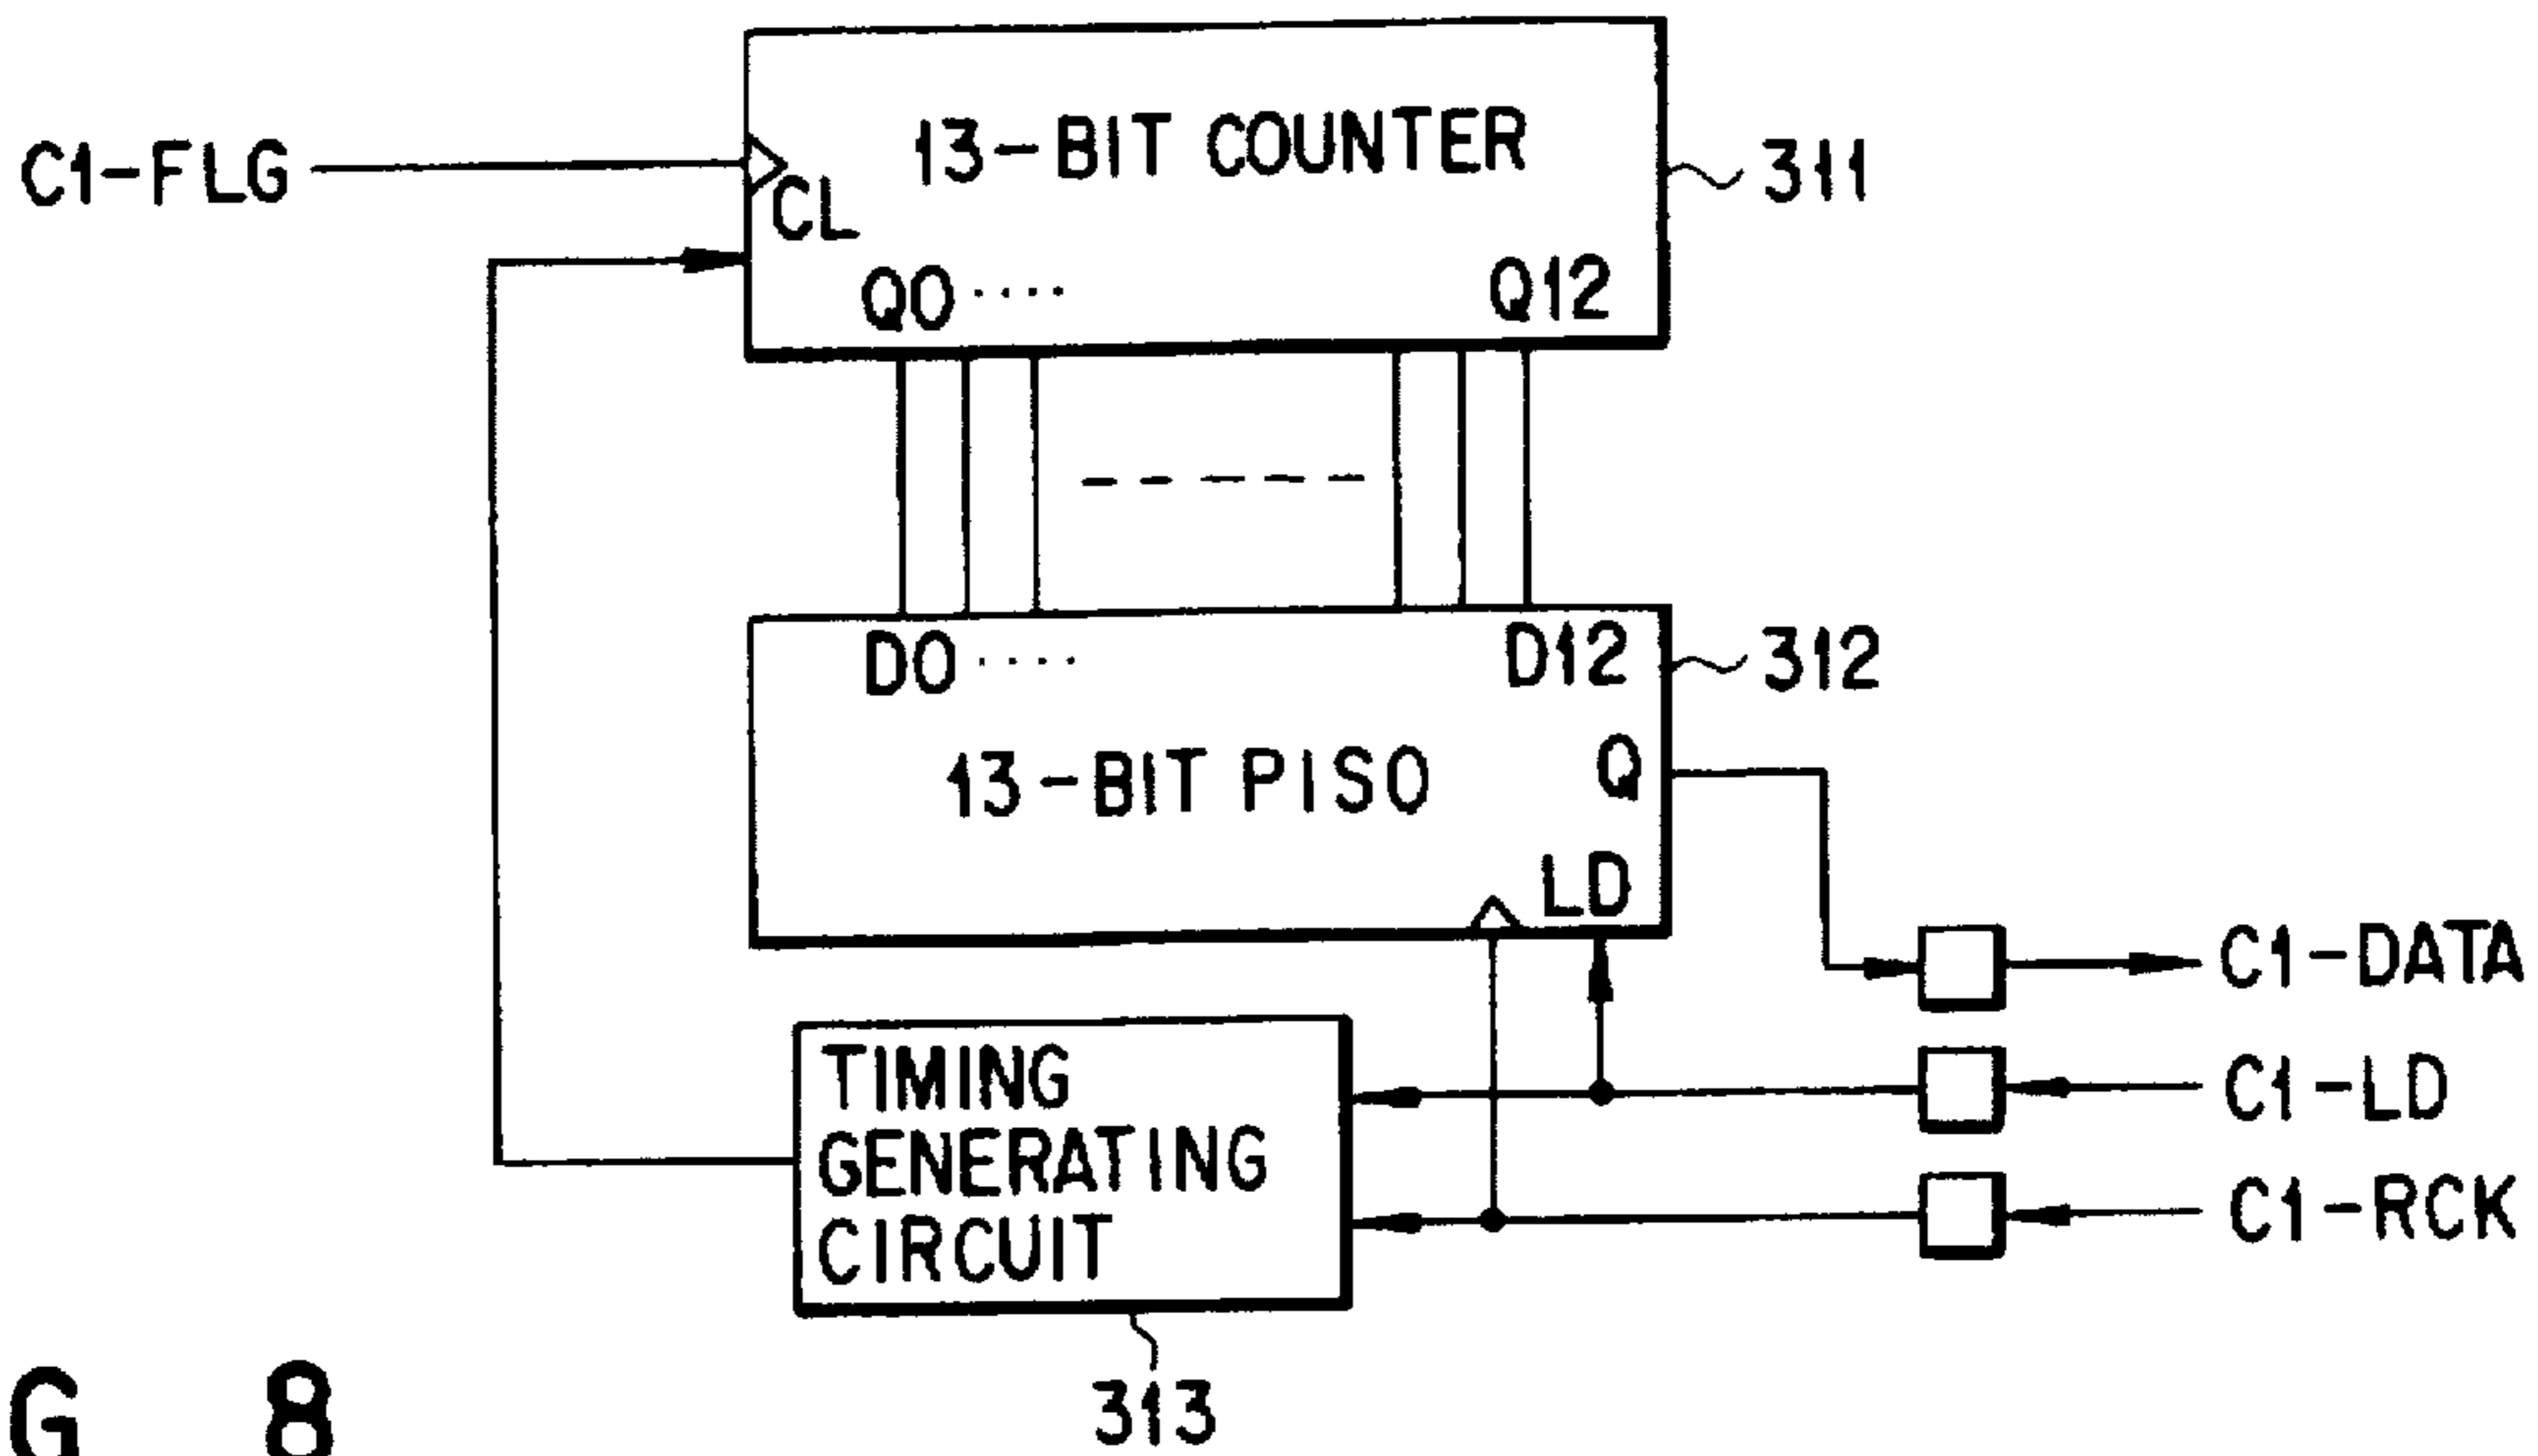 C1-FLG
13-BIT COUNTER
CL
Q0 ····
Q12
311
D0 ····
D12
312
13-BIT PISO
Q
LD
C1-DATA
TIMING
GENERATING
CIRCUIT
C1-LD
C1-RCK
313
G 8